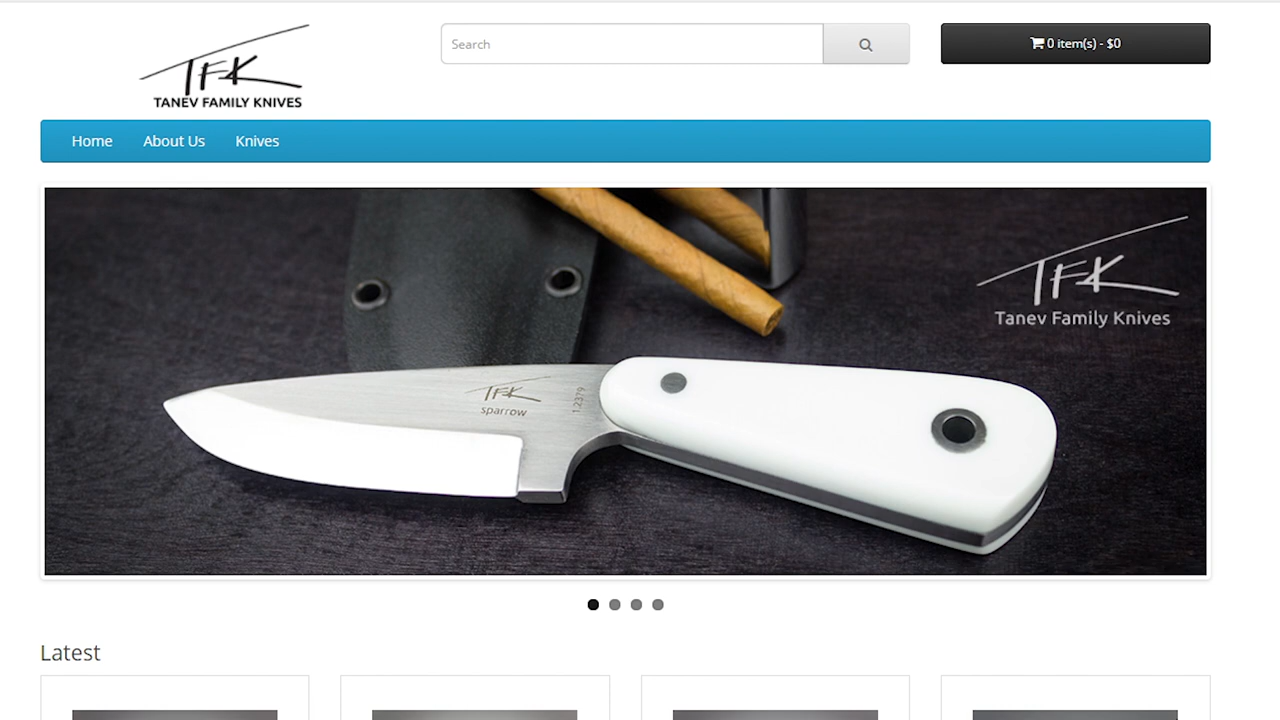 TFK
TANEV FAMILY KNIVES
Search
0 item(s) - $0
Home
About Us
Knives
TFK
Tanev Family Knives
TFK
sparrow
12379
Latest